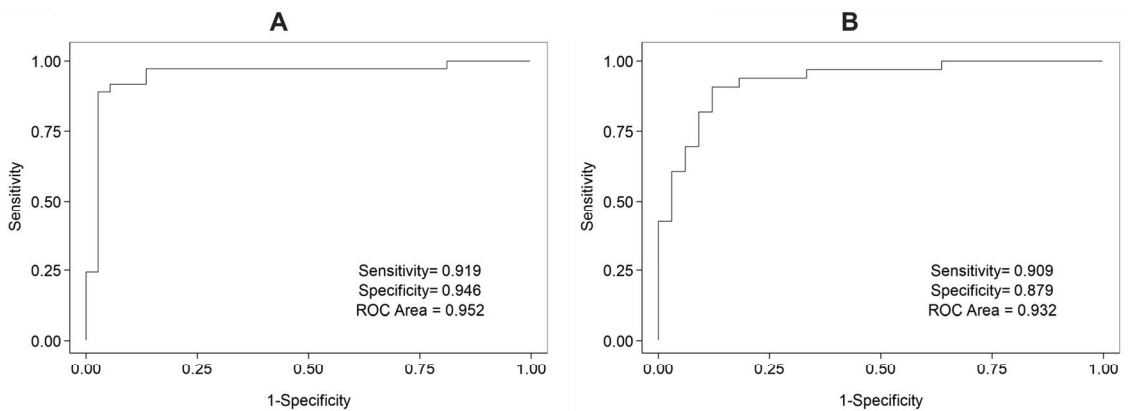 A
1.00
0.75
0.50
0.25
0.00
Sensitivity
Sensitivity= 0.919
Specificity= 0.946
ROC Area = 0.952
0.00 0.25 0.50 0.75 1.00
1-Specificity
B
1.00
0.75
0.50
0.25
0.00
Sensitivity
Sensitivity= 0.909
Specificity= 0.879
ROC Area = 0.932
0.00 0.25 0.50 0.75 1.00
1-Specificity